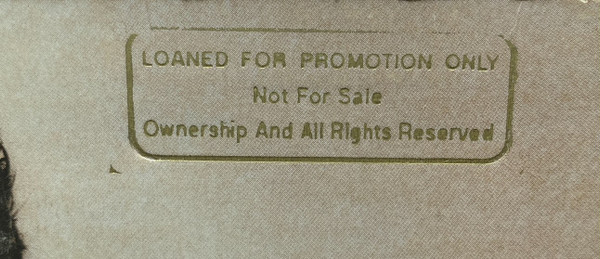 LOANED FOR PROMOTION ONLY
Not For Sale
Ownership And All Rights Reserved